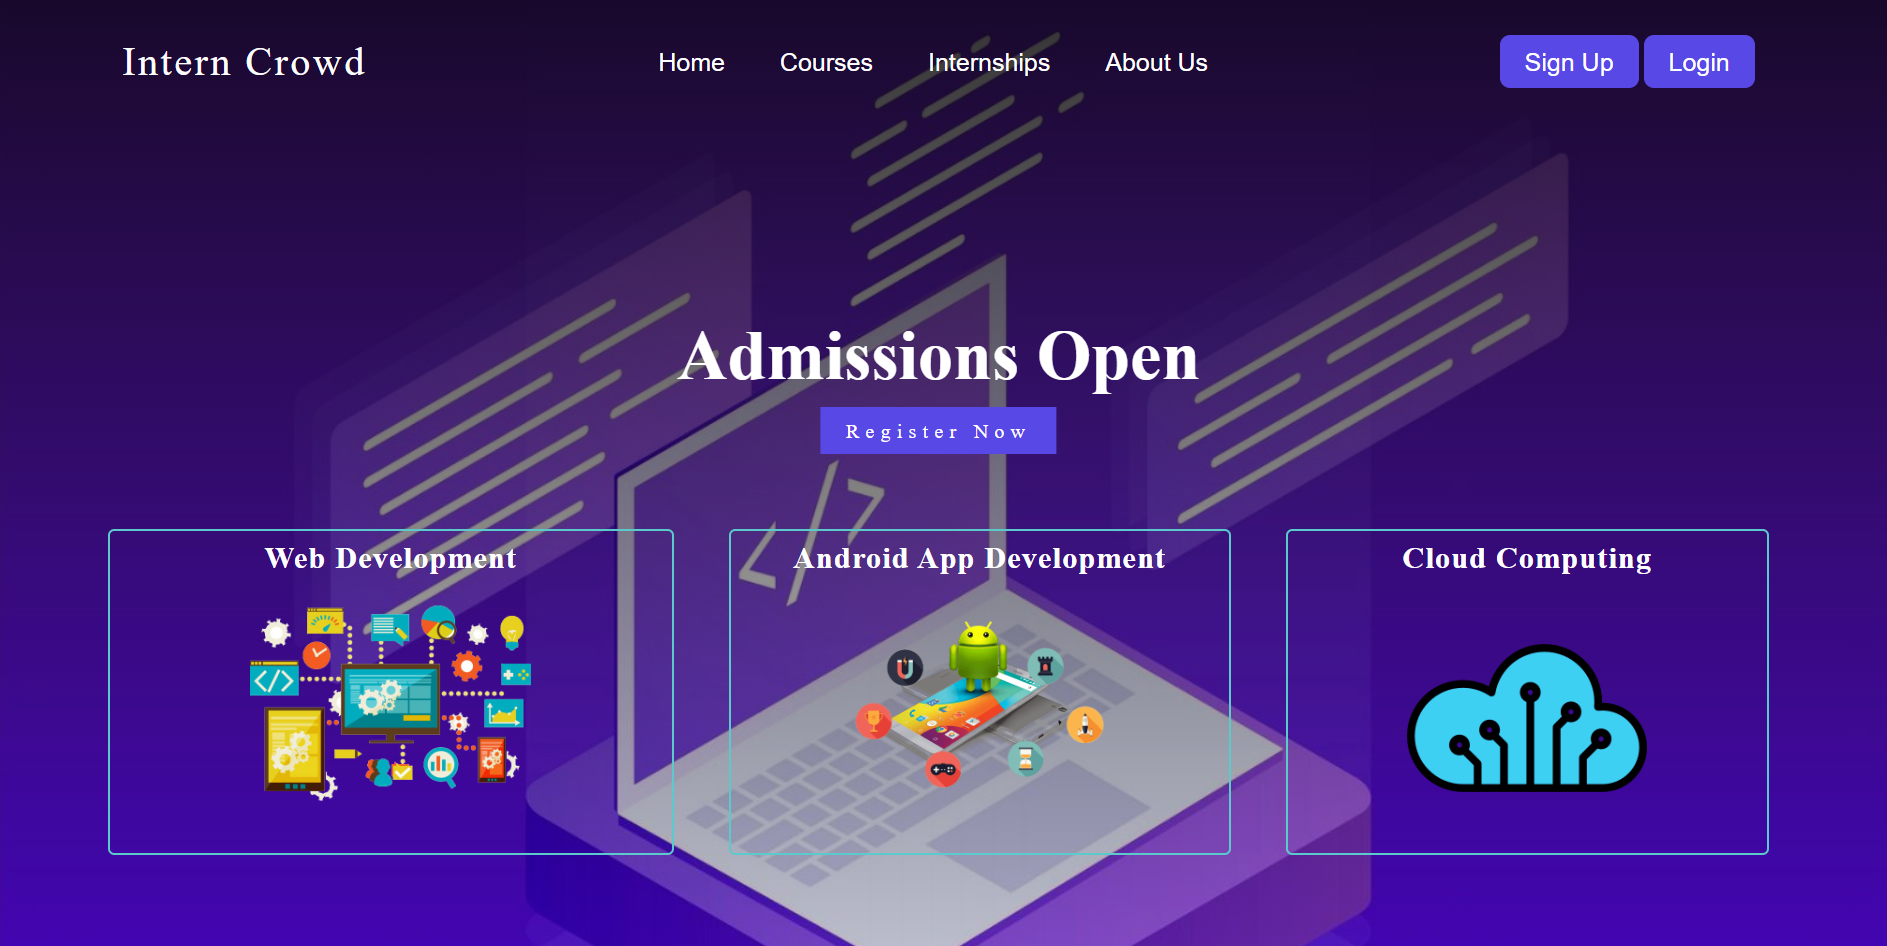 Intern Crowd
Home Courses Internships About Us
Sign Up Login
Admissions Open
Register Now
Web Development
Android App Development
Cloud Computing